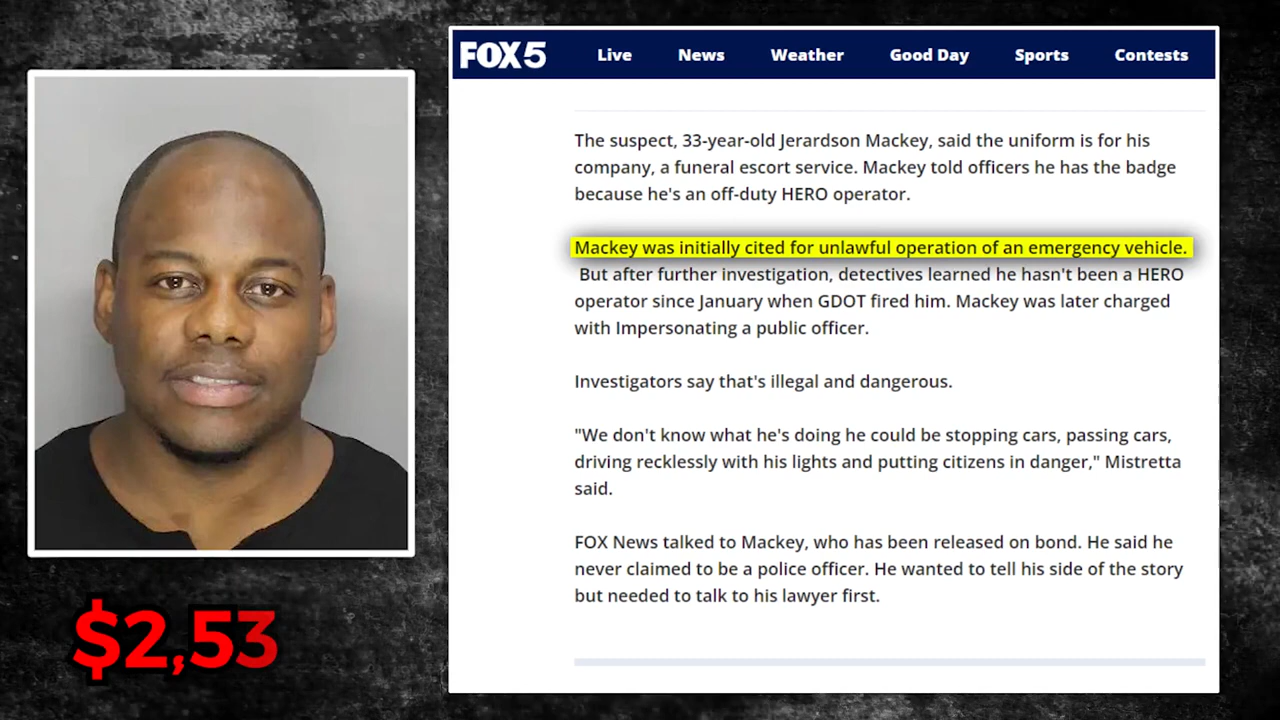 FOX 5 Live News Weather Good Day Sports Contests
The suspect, 33-year-old Jerardson Mackey, said the uniform is for his
company, a funeral escort service. Mackey told officers he has the badge
because he's an off-duty HERO operator.
Mackey was initially cited for unlawful operation of an emergency vehicle.
But after further investigation, detectives learned he hasn't been a HERO
operator since January when GDOT fired him. Mackey was later charged
with Impersonating a public officer.
Investigators say that's illegal and dangerous.
"We don't know what he's doing he could be stopping cars, passing cars,
driving recklessly with his lights and putting citizens in danger," Mistretta
said.
FOX News talked to Mackey, who has been released on bond. He said he
never claimed to be a police officer. He wanted to tell his side of the story
but needed to talk to his lawyer first.
$2,53